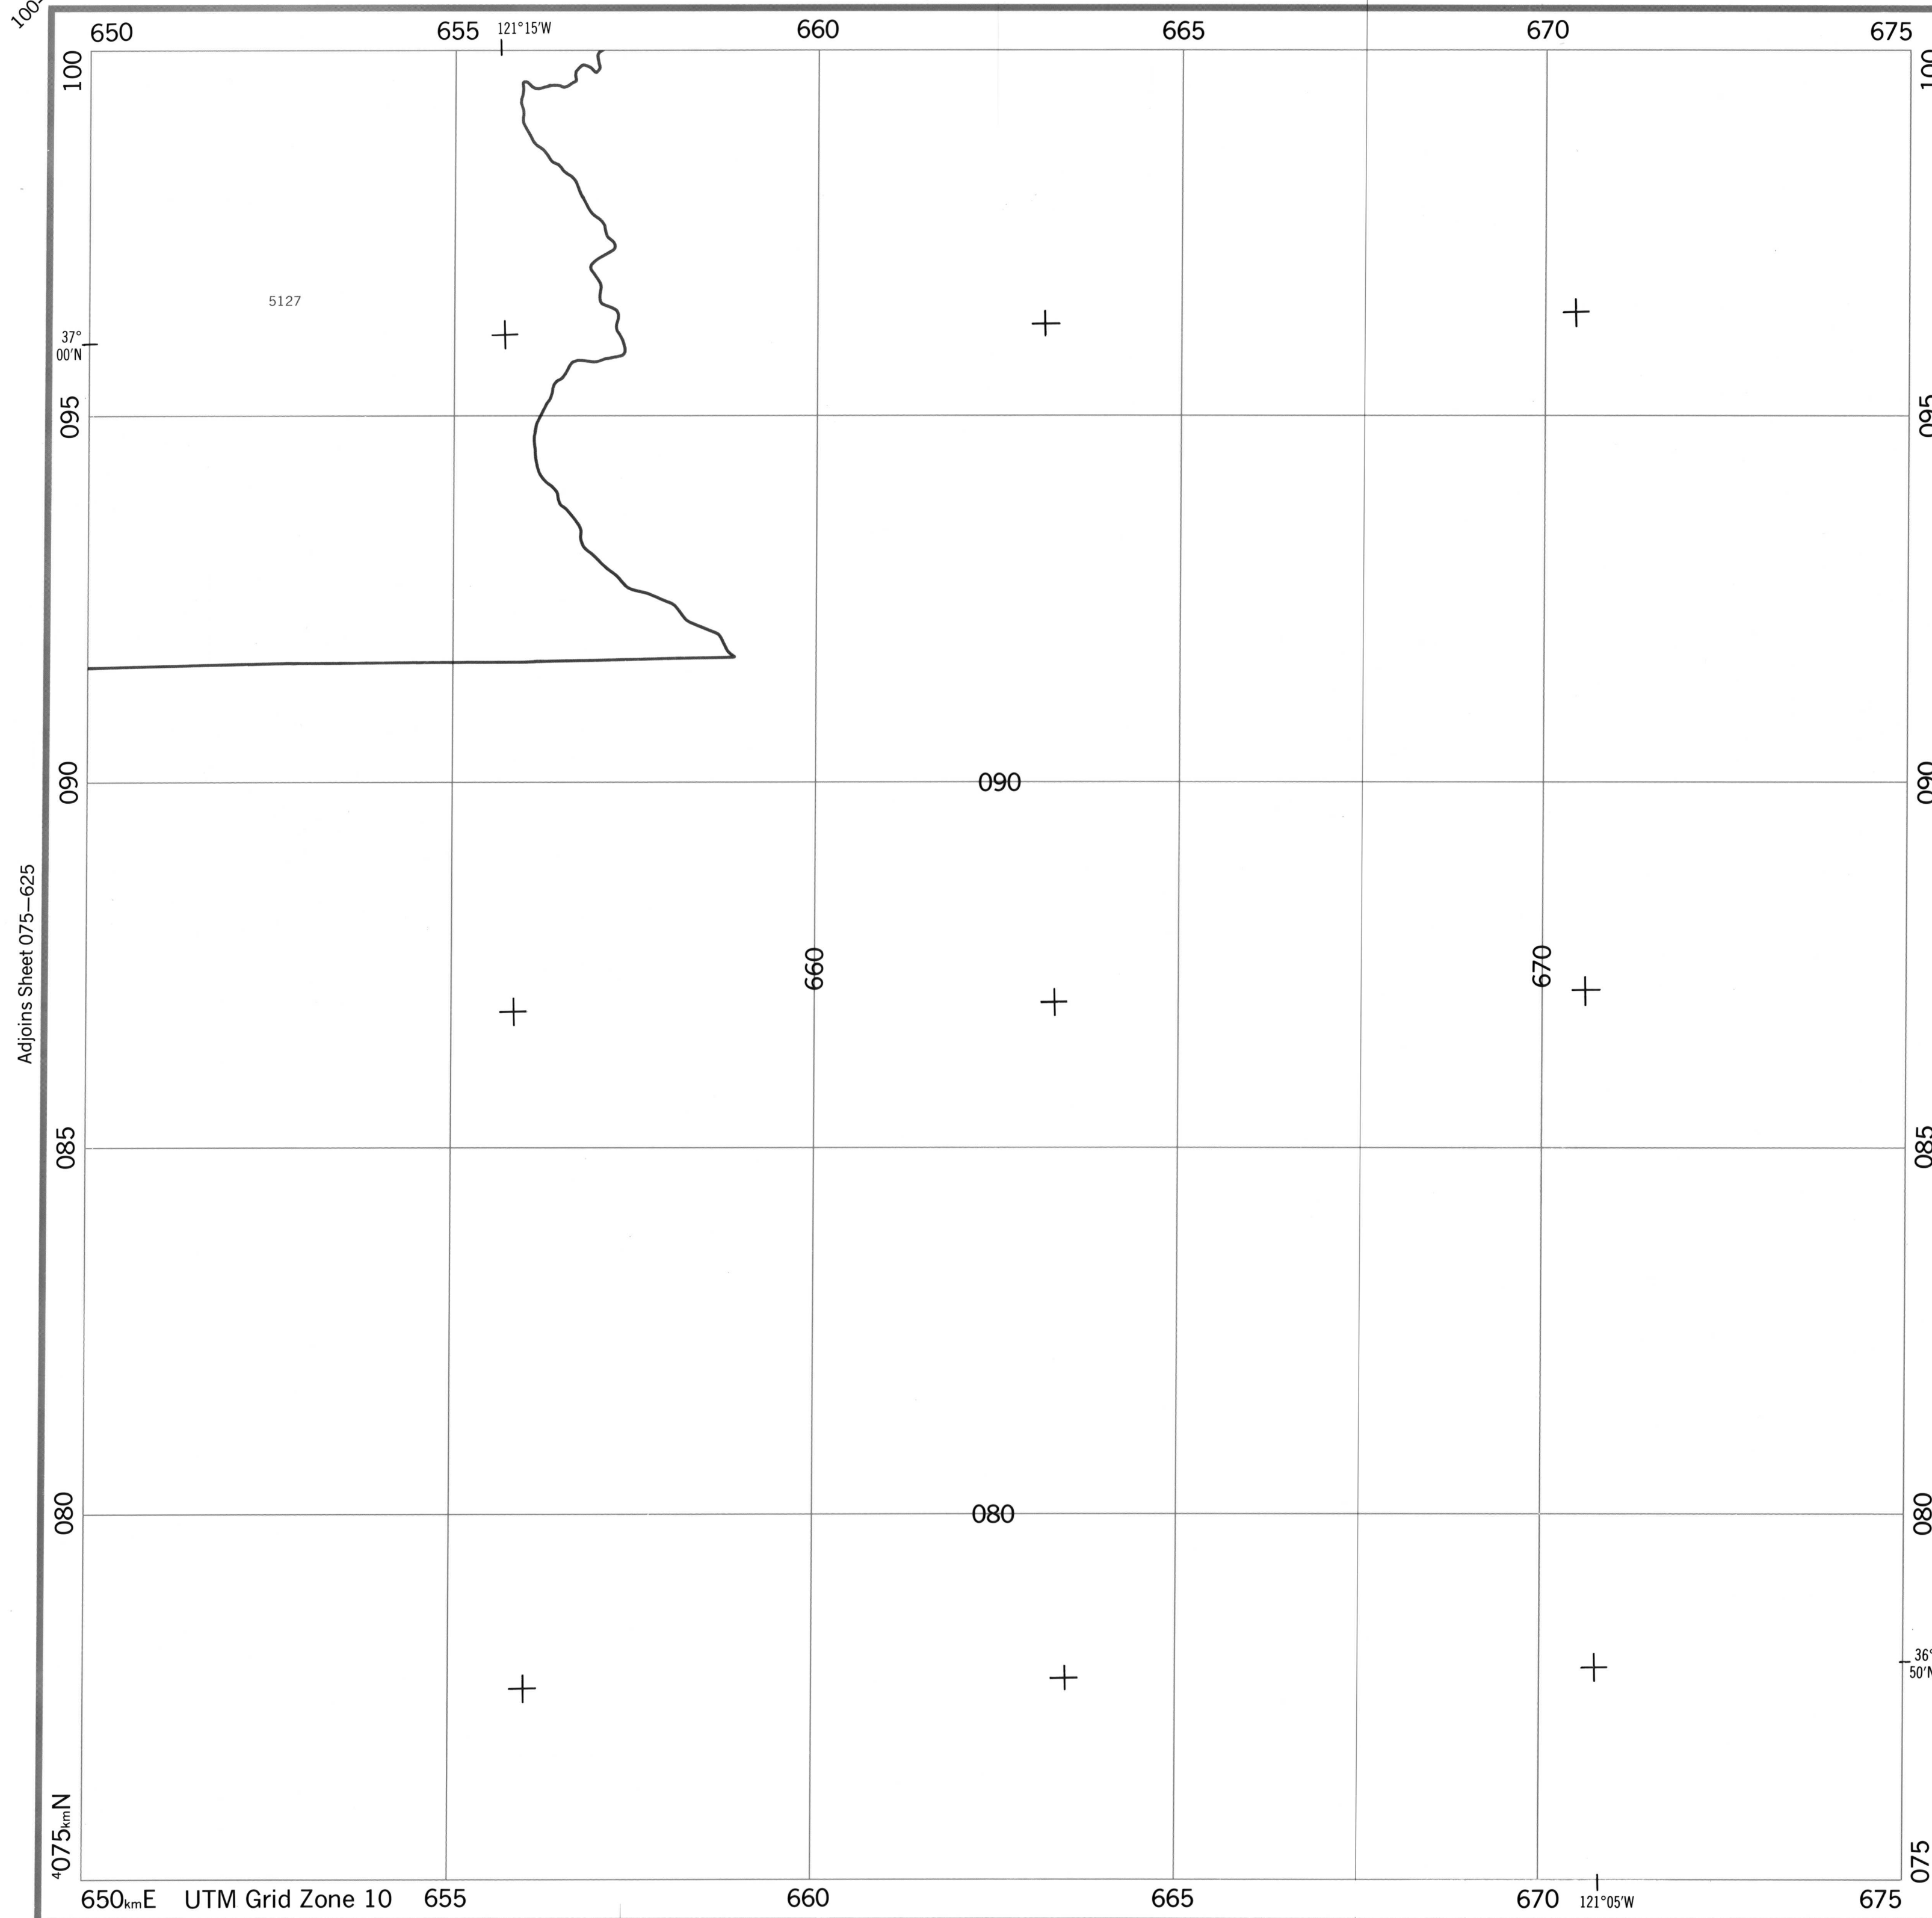 100-
650 655 121°15'W 660 665 670 675
100 100
5127
37°
00'N
095 095
090 090 090
Adjoins Sheet 075—625
660 670
085 085
080 080 080
36°
50'N
⁴075kmN 075
650kmE UTM Grid Zone 10 655 660 665 670 121°05'W 675